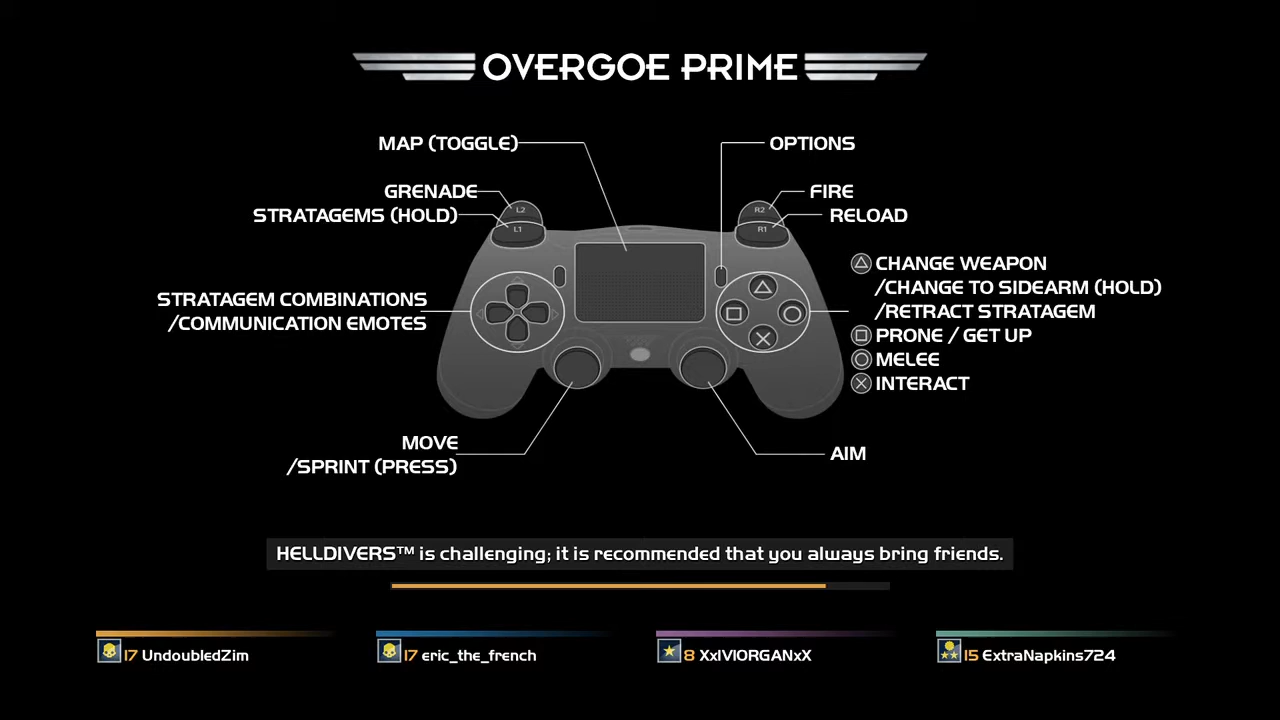 OVERGOE PRIME
MAP (TOGGLE)
OPTIONS
GRENADE
FIRE
STRATAGEMS (HOLD)
RELOAD
L2
L1
R2
R1
CHANGE WEAPON
/CHANGE TO SIDEARM (HOLD)
/RETRACT STRATAGEM
STRATAGEM COMBINATIONS
/COMMUNICATION EMOTES
PRONE / GET UP
MELEE
INTERACT
MOVE
/SPRINT (PRESS)
AIM
HELLDIVERS™ is challenging; it is recommended that you always bring friends.
17 UndoubledZim
17 eric_the_french
8 XxIVIORGANxX
15 ExtraNapkins724